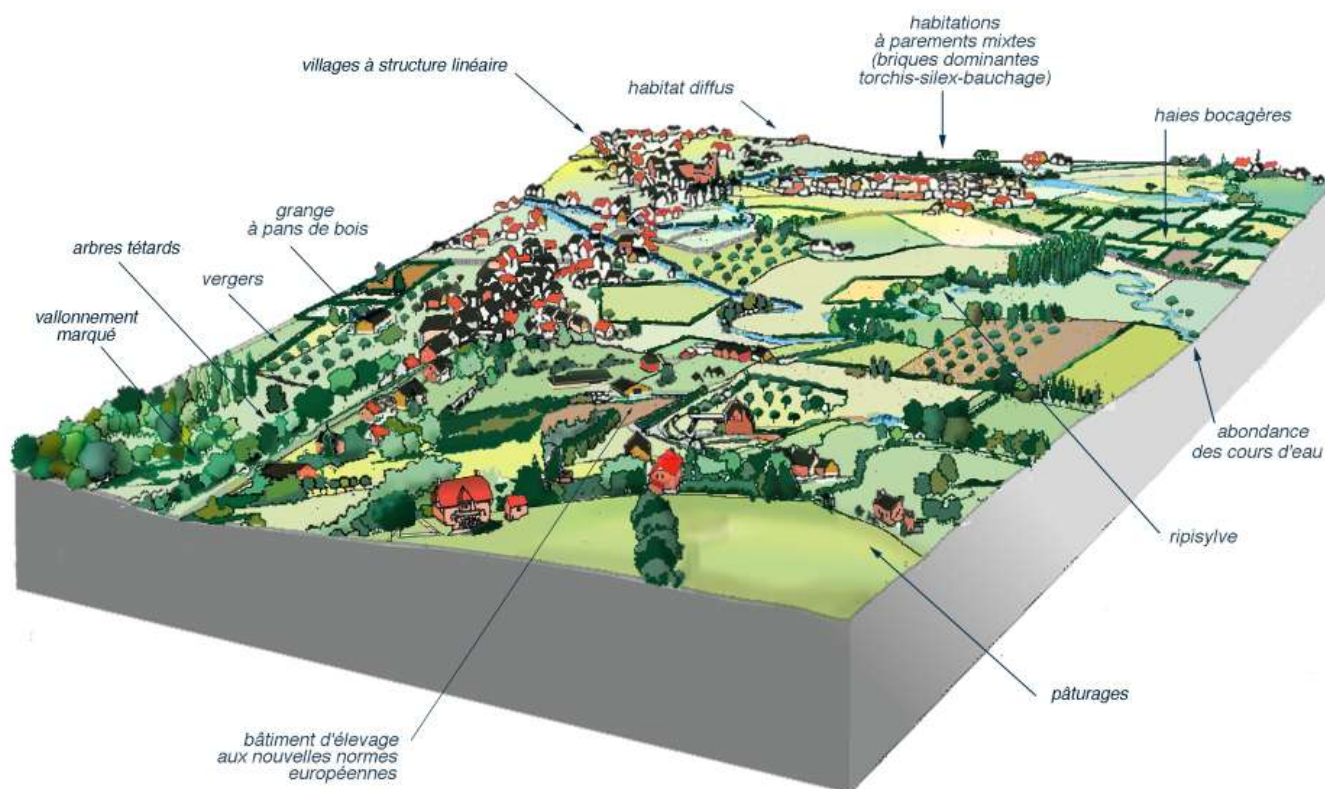 habitations
à parements mixtes
(briques dominantes
torchis-silex-bauchage)
villages à structure linéaire
habitat diffus
haies bocagères
grange
à pans de bois
arbres tétards
vergers
vallonnement
marqué
abondance
des cours d'eau
ripisylve
pâturages
bâtiment d'élevage
aux nouvelles normes
européennes